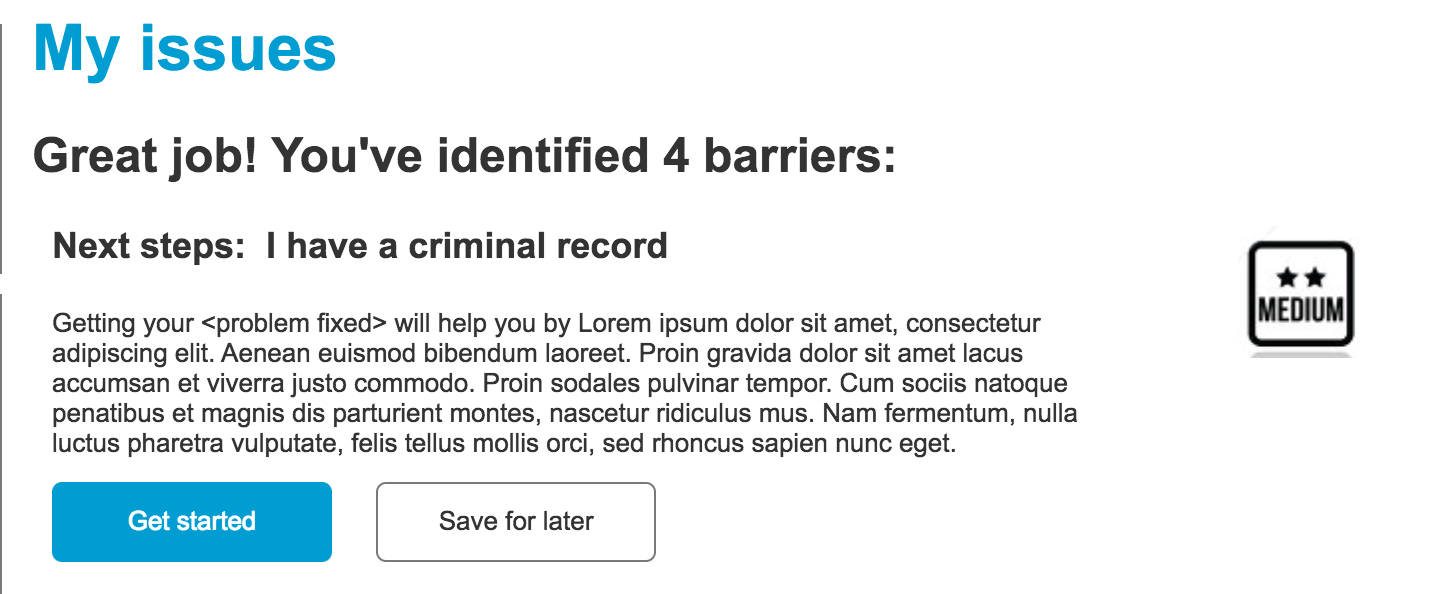 My issues
Great job! You've identified 4 barriers:
Next steps:  I have a criminal record
MEDIUM
Getting your <problem fixed> will help you by Lorem ipsum dolor sit amet, consectetur
adipiscing elit. Aenean euismod bibendum laoreet. Proin gravida dolor sit amet lacus
accumsan et viverra justo commodo. Proin sodales pulvinar tempor. Cum sociis natoque
penatibus et magnis dis parturient montes, nascetur ridiculus mus. Nam fermentum, nulla
luctus pharetra vulputate, felis tellus mollis orci, sed rhoncus sapien nunc eget.
Get started
Save for later